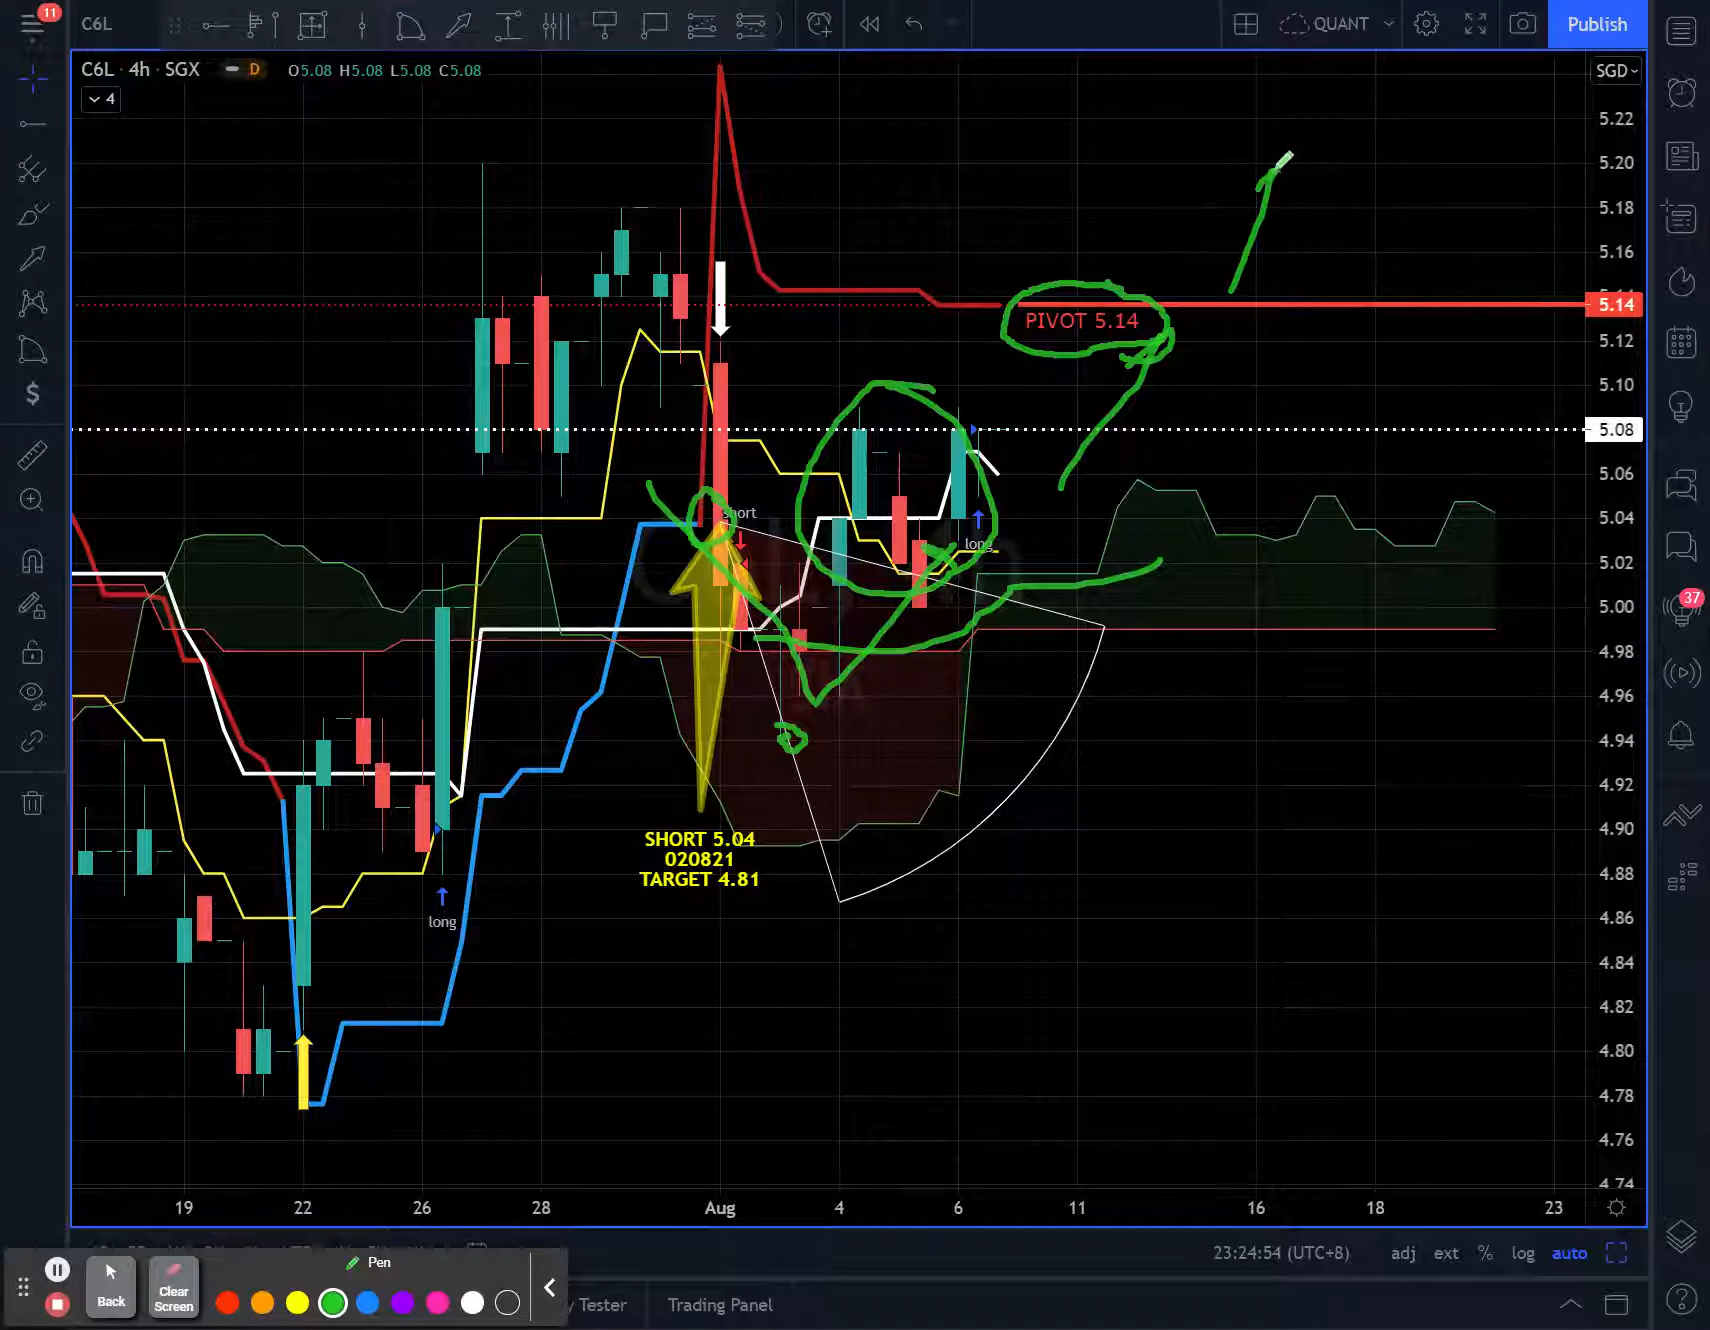 11
C6L
QUANT
Publish
C6L · 4h · SGX
D
O5.08 H5.08 L5.08 C5.08
SGD
4
5.22
5.20
5.18
5.16
5.14
5.12
5.10
5.08
5.06
5.04
5.02
5.00
4.98
4.96
4.94
4.92
4.90
4.88
4.86
4.84
4.82
4.80
4.78
4.76
4.74
PIVOT 5.14
short
long
SHORT 5.04
020821
TARGET 4.81
long
37
19
22
26
28
Aug
4
6
11
16
18
23
23:24:54 (UTC+8)
adj
ext
%
log
auto
Pen
Back
Clear
Screen
y Tester
Trading Panel